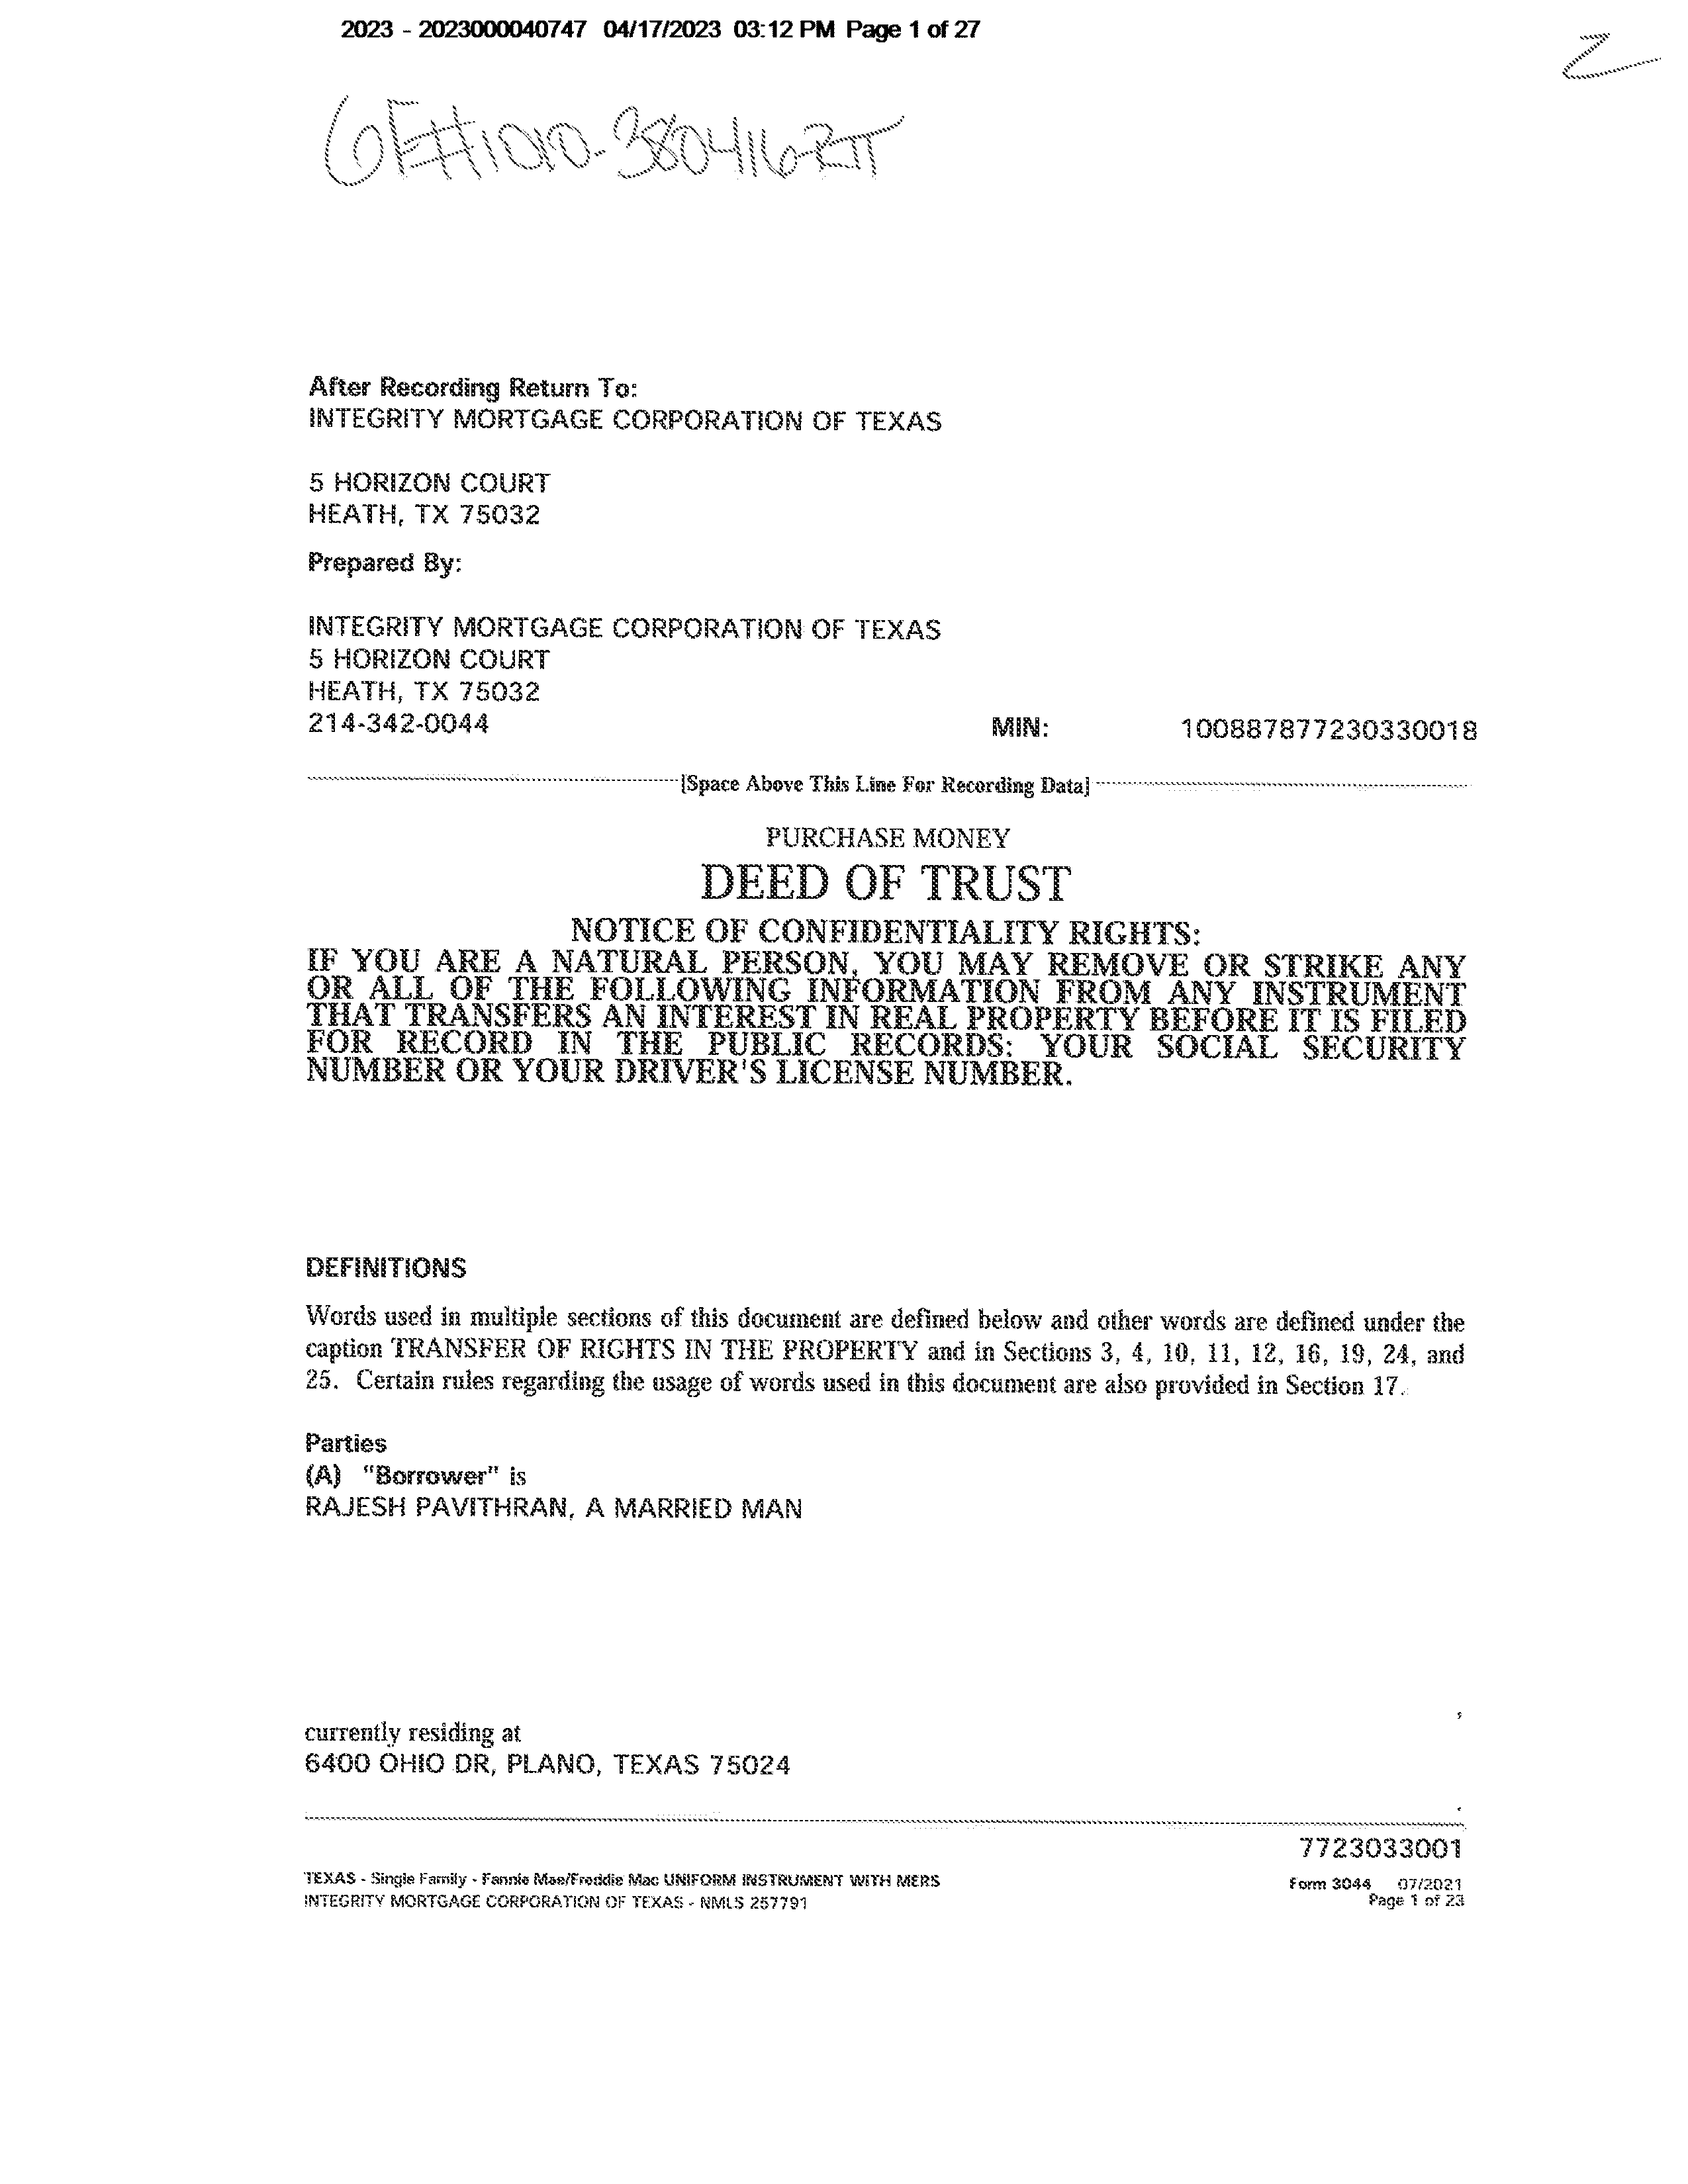 2023 - 2023000040747 04/17/2023 03:12 PM Page 1 of 27
After Recording Return To:
INTEGRITY MORTGAGE CORPORATION OF TEXAS
5 HORIZON COURT
HEATH, TX 75032
Prepared By:
INTEGRITY MORTGAGE CORPORATION OF TEXAS
5 HORIZON COURT
HEATH, TX 75032
214-342-0044 MIN: 100887877230330018
[Space Above This Line For Recording Data]
PURCHASE MONEY
DEED OF TRUST
NOTICE OF CONFIDENTIALITY RIGHTS:
IF YOU ARE A NATURAL PERSON, YOU MAY REMOVE OR STRIKE ANY
OR ALL OF THE FOLLOWING INFORMATION FROM ANY INSTRUMENT
THAT TRANSFERS AN INTEREST IN REAL PROPERTY BEFORE IT IS FILED
FOR RECORD IN THE PUBLIC RECORDS: YOUR SOCIAL SECURITY
NUMBER OR YOUR DRIVER'S LICENSE NUMBER.
DEFINITIONS
Words used in multiple sections of this document are defined below and other words are defined under the
caption TRANSFER OF RIGHTS IN THE PROPERTY and in Sections 3, 4, 10, 11, 12, 16, 19, 24, and
25. Certain rules regarding the usage of words used in this document are also provided in Section 17.
Parties
(A) "Borrower" is
RAJESH PAVITHRAN, A MARRIED MAN
currently residing at
6400 OHIO DR, PLANO, TEXAS 75024
7723033001
TEXAS - Single Family - Fannie Mae/Freddie Mac UNIFORM INSTRUMENT WITH MERS Form 3044 07/2021
INTEGRITY MORTGAGE CORPORATION OF TEXAS - NMLS 257791 Page 1 of 23